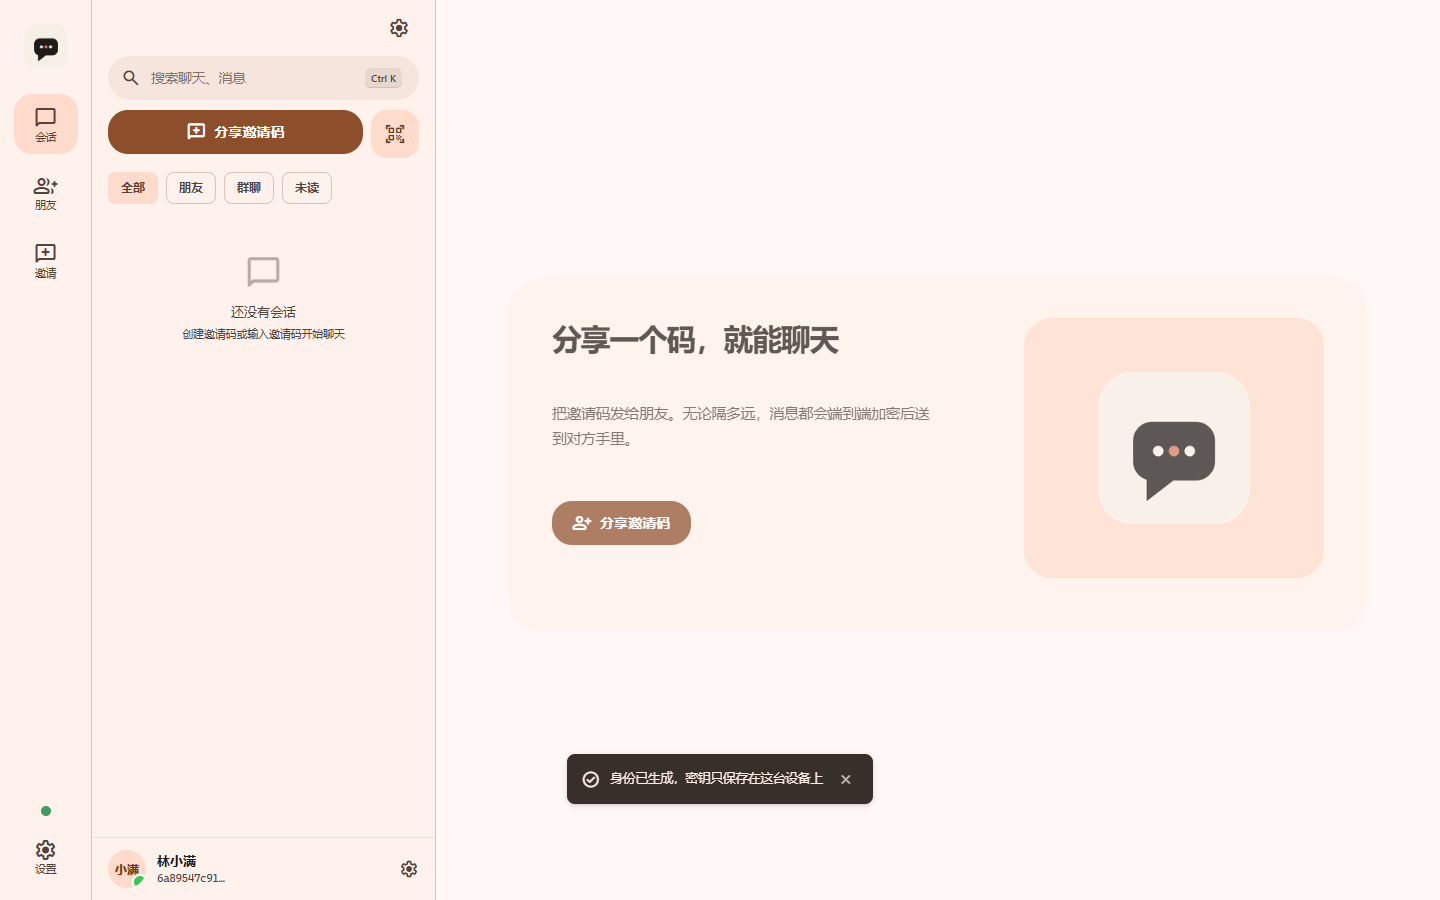 搜索聊天、消息
Ctrl K
分享邀请码
会话
朋友
邀请
全部
朋友
群聊
未读
还没有会话
创建邀请码或输入邀请码开始聊天
分享一个码，就能聊天
把邀请码发给朋友。无论隔多远，消息都会端到端加密后送
到对方手里。
分享邀请码
身份已生成，密钥只保存在这台设备上
设置
小满
林小满
6a89547c91...